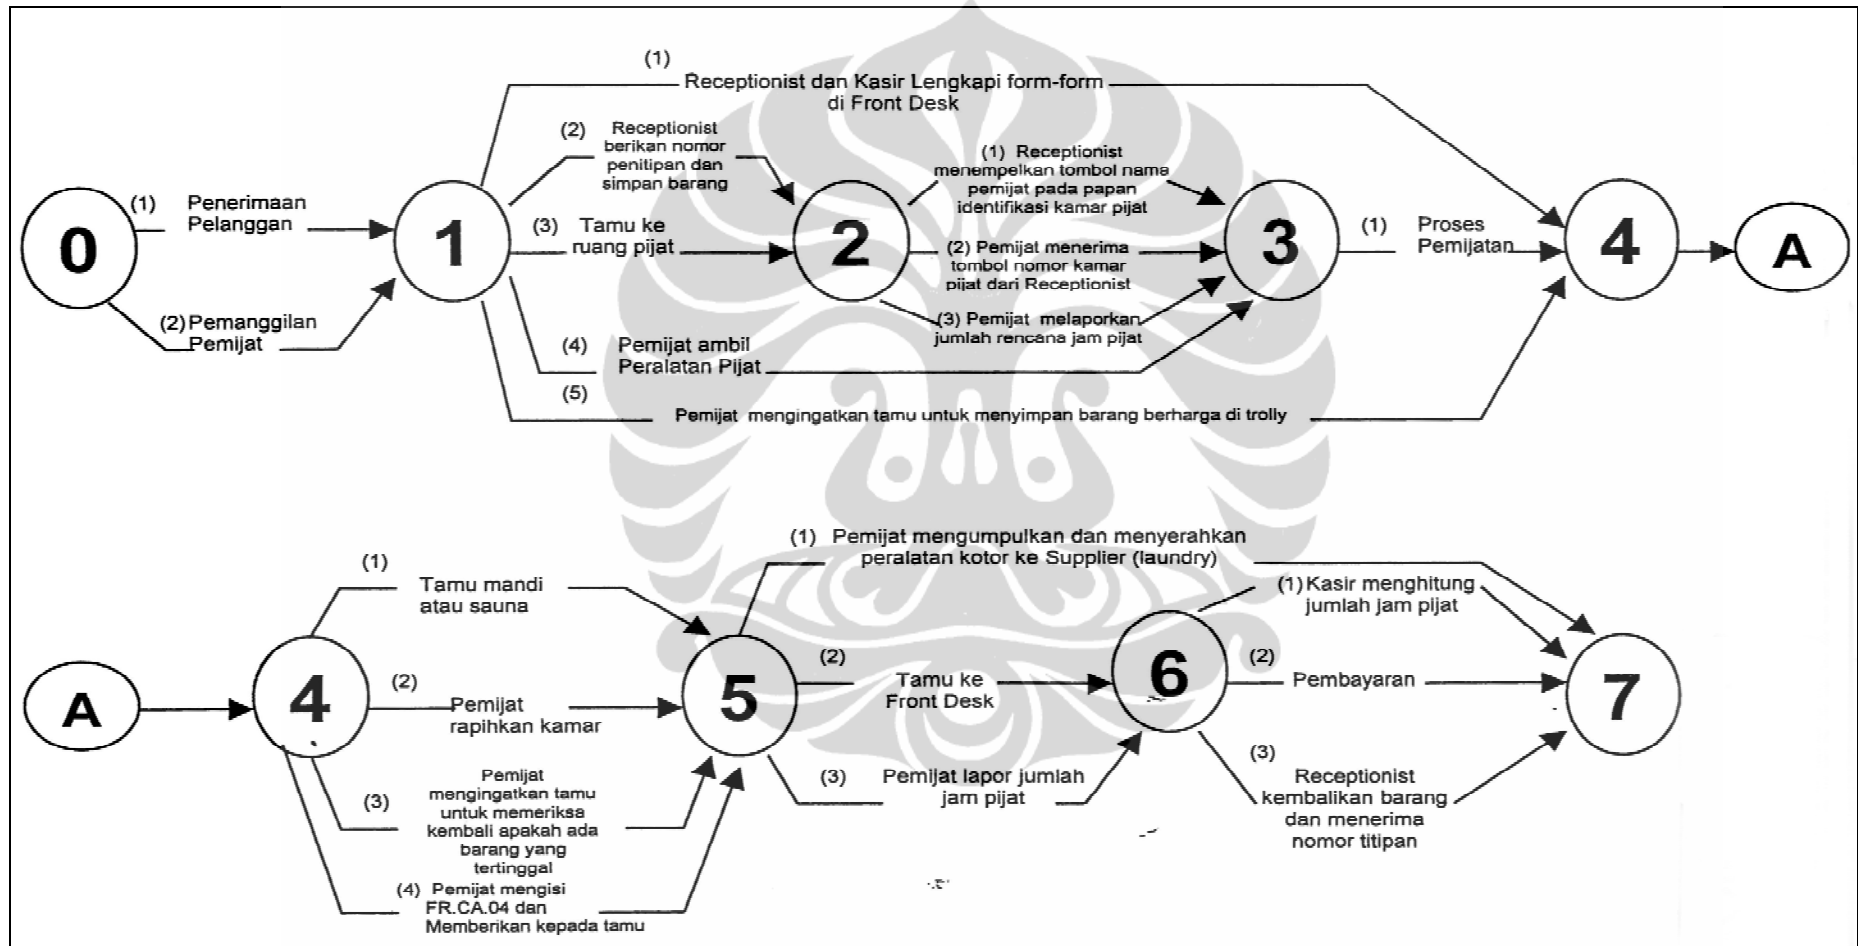 (1)
Receptionist dan Kasir Lengkapi form-form
di Front Desk
(2) Receptionist
berikan nomor
penitipan dan
simpan barang
(1) Receptionist
menempelkan tombol nama
pemijat pada papan
identifikasi kamar pijat
0
(1) Penerimaan
Pelanggan
1
(3) Tamu ke
ruang pijat
2
(2) Pemijat menerima
tombol nomor kamar
pijat dari Receptionist
3
(1) Proses
Pemijatan
4
A
(2) Pemanggilan
Pemijat
(3) Pemijat melaporkan
jumlah rencana jam pijat
(4) Pemijat ambil
Peralatan Pijat
(5)
Pemijat mengingatkan tamu untuk menyimpan barang berharga di trolly
(1) Pemijat mengumpulkan dan menyerahkan
peralatan kotor ke Supplier (laundry)
(1)
Tamu mandi
atau sauna
(1) Kasir menghitung
jumlah jam pijat
A
4
(2)
Pemijat
rapihkan kamar
5
(2)
Tamu ke
Front Desk
6
(2)
Pembayaran
7
(3)
Pemijat
mengingatkan tamu
untuk memeriksa
kembali apakah ada
barang yang
tertinggal
(3) Pemijat lapor jumlah
jam pijat
(3)
Receptionist
kembalikan barang
dan menerima
nomor titipan
(4) Pemijat mengisi
FR.CA.04 dan
Memberikan kepada tamu